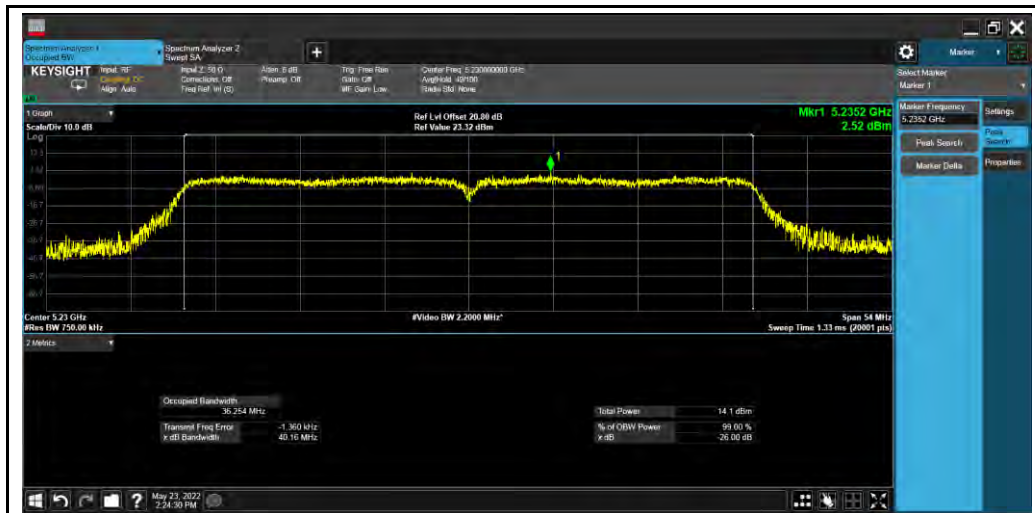 Spectrum Analyzer 1
Occupied BW
Spectrum Analyzer 2
Swept SA
+
Marker
KEYSIGHT
Input: RF
Coupling: DC
Align: Auto
Input Z: 50 Ω
Corrections: Off
Freq Ref: Int (S)
Preamp: Off
Trig: Free Run
Gate: Off
#IF Gain: Low
Center Freq: 5.230000000 GHz
Avg|Hold: 40/100
Radio Std: None
Select Marker
Marker 1
1 Graph
Scale/Div 10.0 dB
Log
Ref Lvl Offset 20.80 dB
Ref Value 23.32 dBm
Mkr1 5.2352 GHz
2.52 dBm
Marker Frequency
5.2352 GHz
Settings
Peak Search
Peak
Search
Marker Delta
Properties
1
Center 5.23 GHz
#Res BW 750.00 kHz
#Video BW 2.2000 MHz*
Span 54 MHz
Sweep Time 1.33 ms (20001 pts)
2 Metrics
Occupied Bandwidth
36.254 MHz
Transmit Freq Error -1.360 kHz
x dB Bandwidth 40.16 MHz
Total Power 14.1 dBm
% of OBW Power 99.00 %
x dB -26.00 dB
?
May 23, 2022
2:24:30 PM